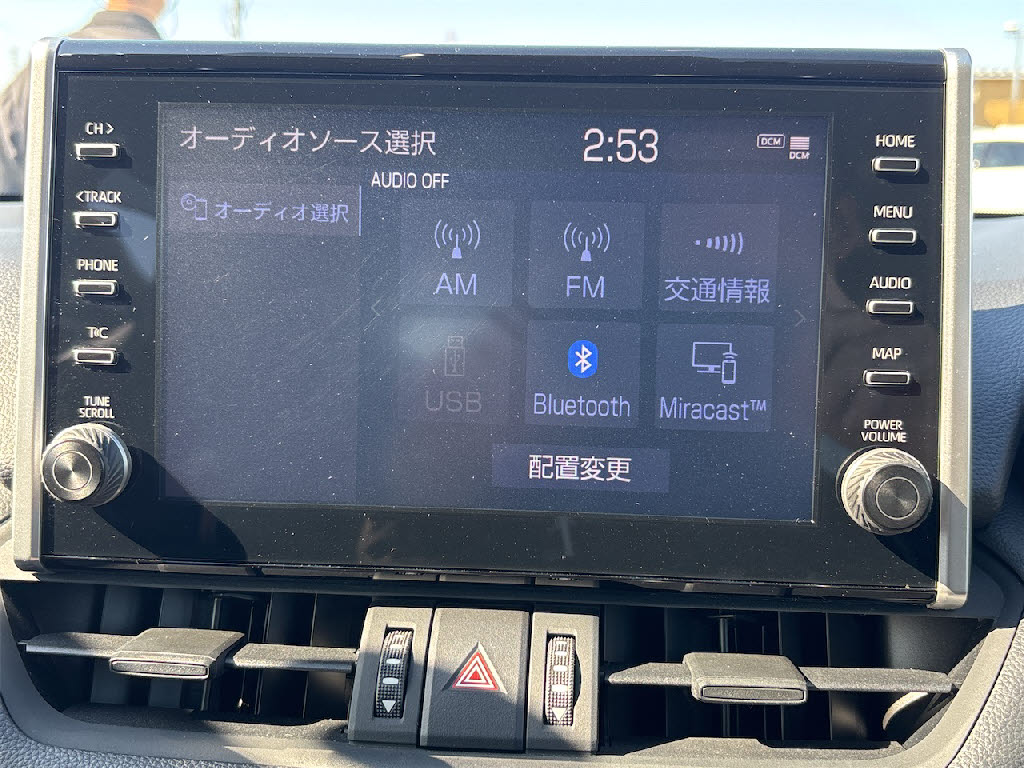 CH >
< TRACK
PHONE
T&C
TUNE
SCROLL
オーディオソース選択
2:53
DCM
DCM
AUDIO OFF
オーディオ選択
AM
FM
交通情報
USB
Bluetooth
Miracast™
配置変更
HOME
MENU
AUDIO
MAP
POWER
VOLUME